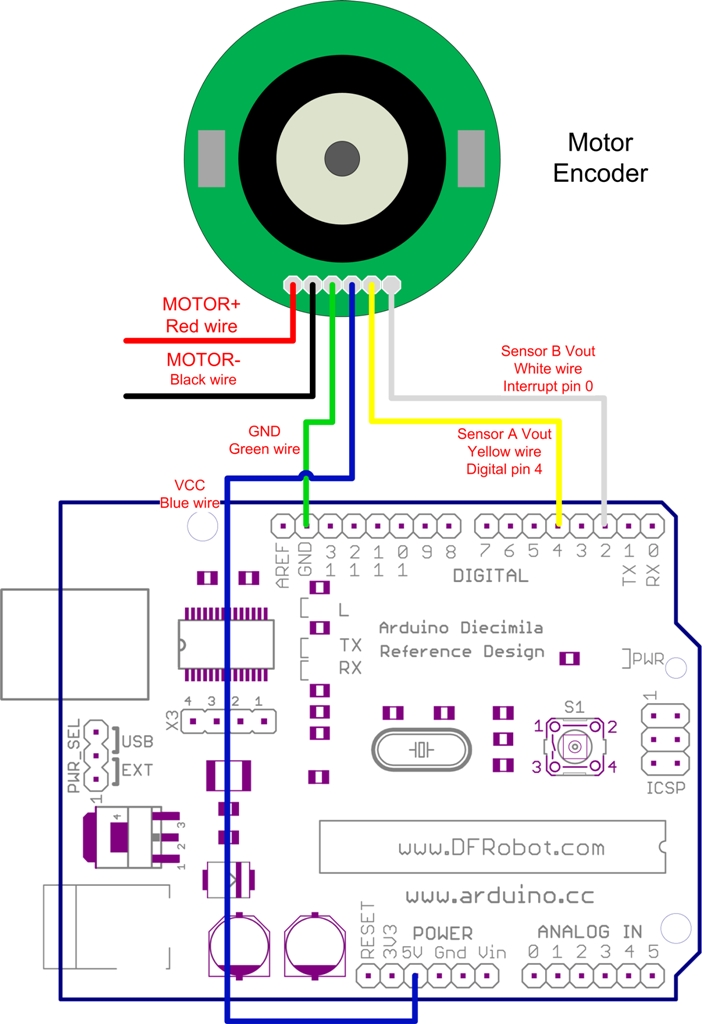 Motor
Encoder
MOTOR+
Red wire
MOTOR-
Black wire
Sensor B Vout
White wire
Interrupt pin 0
GND
Green wire
Sensor A Vout
Yellow wire
Digital pin 4
VCC
Blue wire
AREF
GND
13
12
11
10
9
8
7
6
5
4
3
2
TX 1
RX 0
DIGITAL
L
TX
RX
Arduino Diecimila
Reference Design
PWR
X3
4 3 2 1
PWR_SEL
USB
EXT
1
S1
1 2
3 4
1
ICSP
4
3
2
1
www.DFRobot.com
www.arduino.cc
POWER
RESET
3V3
5V Gnd Vin
ANALOG IN
0 1 2 3 4 5